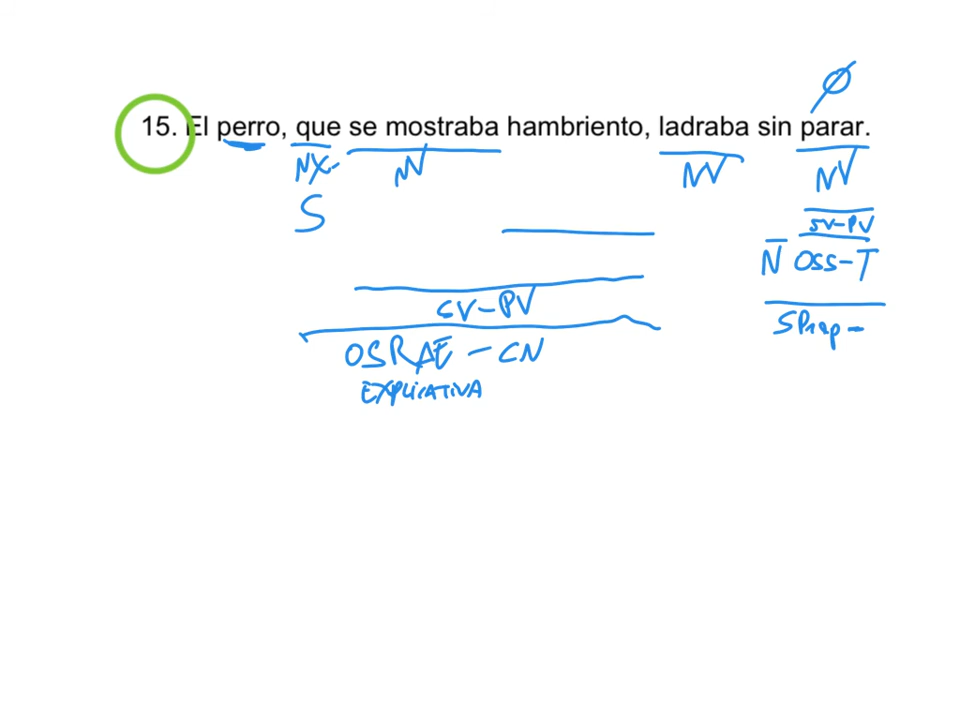 Ø
15. El perro, que se mostraba hambriento, ladraba sin parar.
NX- NV NV NV
S SV-PV
N OSS-T
SV-PV SPrep-
OSRAE - CN
EXPLICATIVA